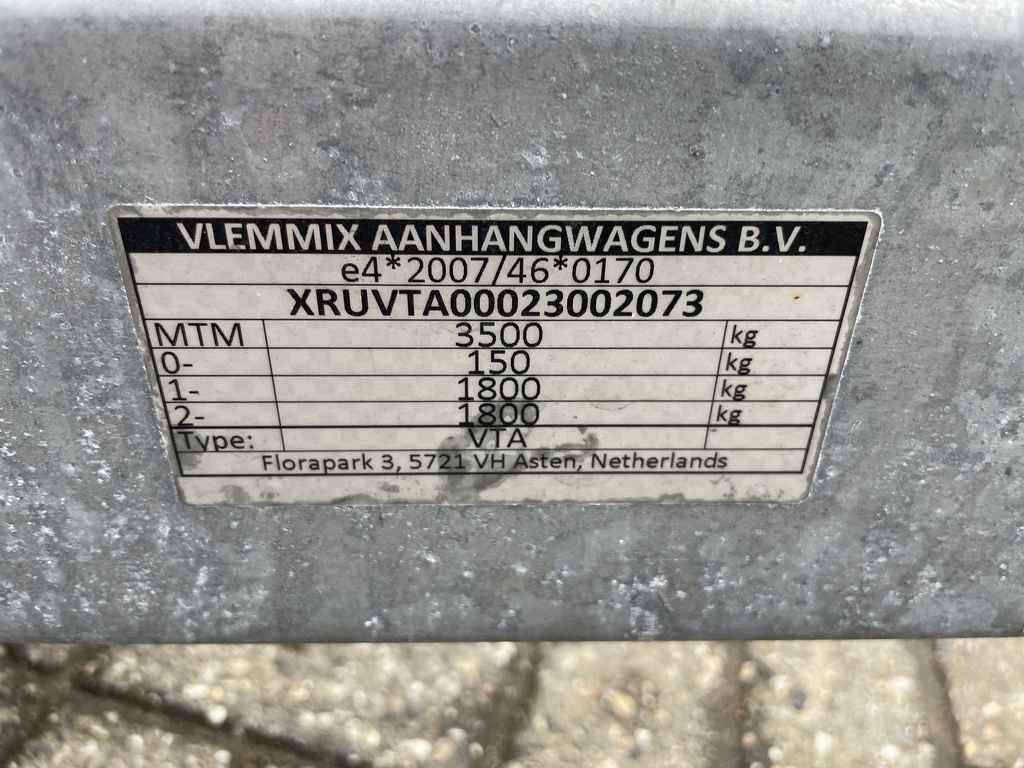 VLEMMIX AANHANGWAGENS B.V.
e4*2007/46*0170
XRUVTA00023002073
MTM 3500 kg
0- 150 kg
1- 1800 kg
2- 1800 kg
Type: VTA
Florapark 3, 5721 VH Asten, Netherlands